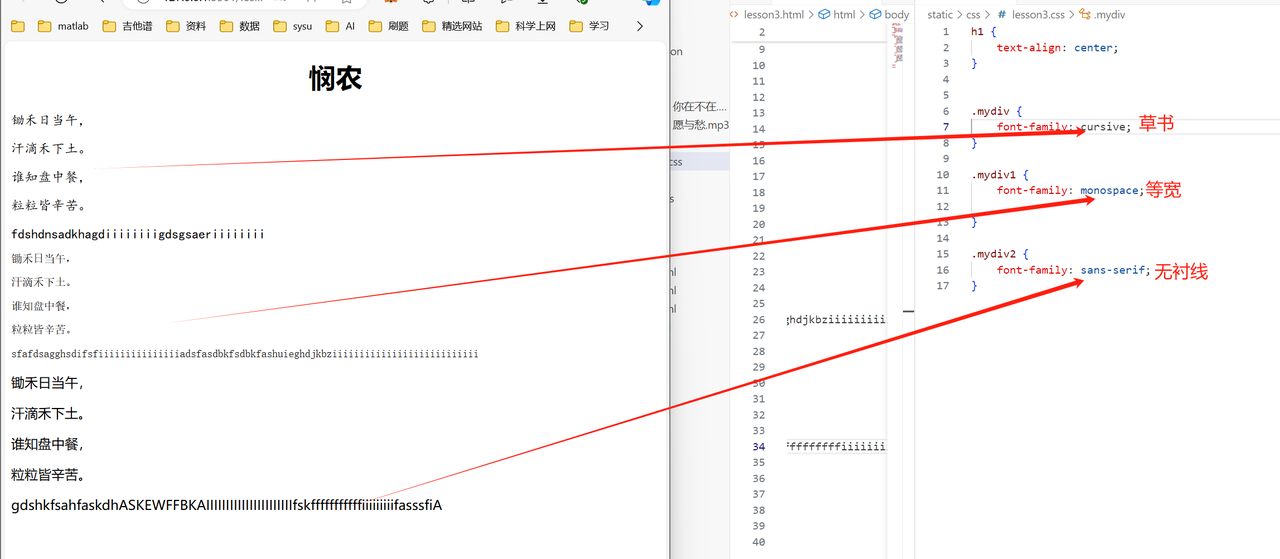 matlab
吉他谱
资料
数据
sysu
AI
刷题
精选网站
科学上网
学习
悯农
锄禾日当午，
汗滴禾下土。
谁知盘中餐，
粒粒皆辛苦。
锄禾日当午，
汗滴禾下土。
谁知盘中餐，
粒粒皆辛苦。
锄禾日当午，
汗滴禾下土。
谁知盘中餐，
粒粒皆辛苦。
on
你在不在....
愿与愁.mp3
css
lesson3.html > html > body
2
9
10
11
12
13
14
15
16
17
18
19
20
21
22
23
24
25
26
27
28
29
30
31
32
33
34
35
36
37
38
39
40
static > css > # lesson3.css > .mydiv
1 h1 {
2 text-align: center;
3 }
4
5
6 .mydiv {
7 font-family: cursive; 草书
8 }
9
10 .mydiv1 {
11 font-family: monospace; 等宽
12
13 }
14
15 .mydiv2 {
16 font-family: sans-serif; 无衬线
17 }